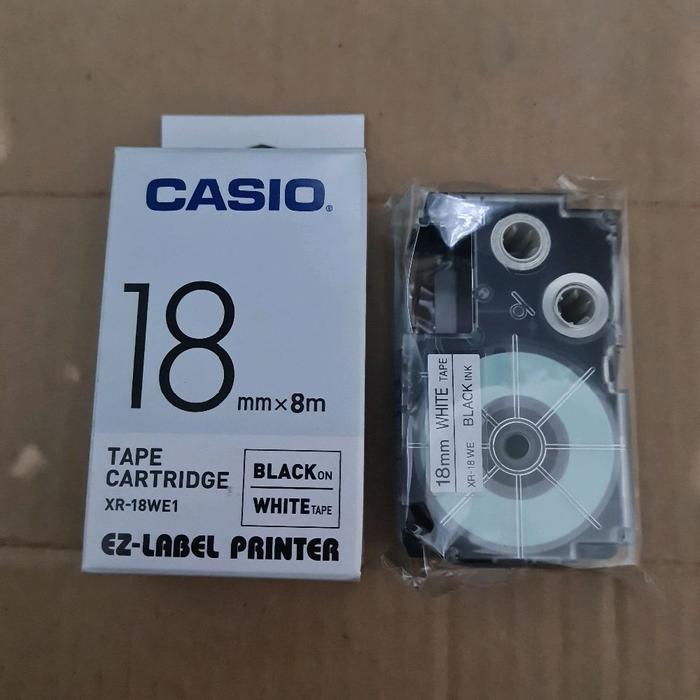 CASIO®
18 mm×8m
TAPE
CARTRIDGE
XR-18WE1
BLACK ON
WHITE TAPE
EZ-LABEL PRINTER
18mm WHITE TAPE
XR-18WE BLACK INK